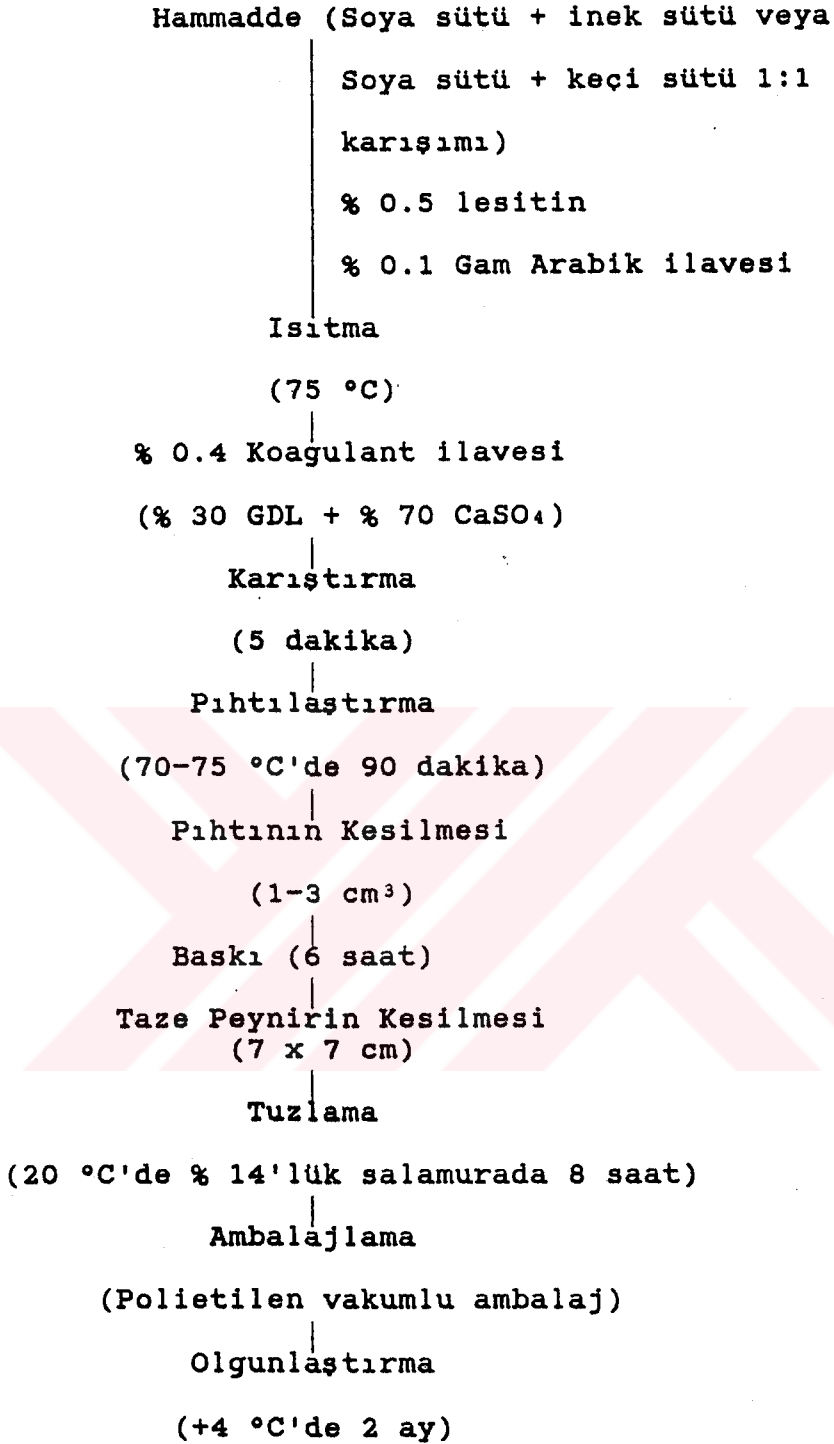 Hammadde (Soya sütü + inek sütü veya
Soya sütü + keçi sütü 1:1
karışımı)
% 0.5 lesitin
% 0.1 Gam Arabik ilavesi
Isıtma
(75 °C)
% 0.4 Koagulant ilavesi
(% 30 GDL + % 70 CaSO₄)
Karıştırma
(5 dakika)
Pıhtılaştırma
(70-75 °C'de 90 dakika)
Pıhtının Kesilmesi
(1-3 cm³)
Baskı (6 saat)
Taze Peynirin Kesilmesi
(7 x 7 cm)
Tuzlama
(20 °C'de % 14'lük salamurada 8 saat)
Ambalajlama
(Polietilen vakumlu ambalaj)
Olgunlaştırma
(+4 °C'de 2 ay)